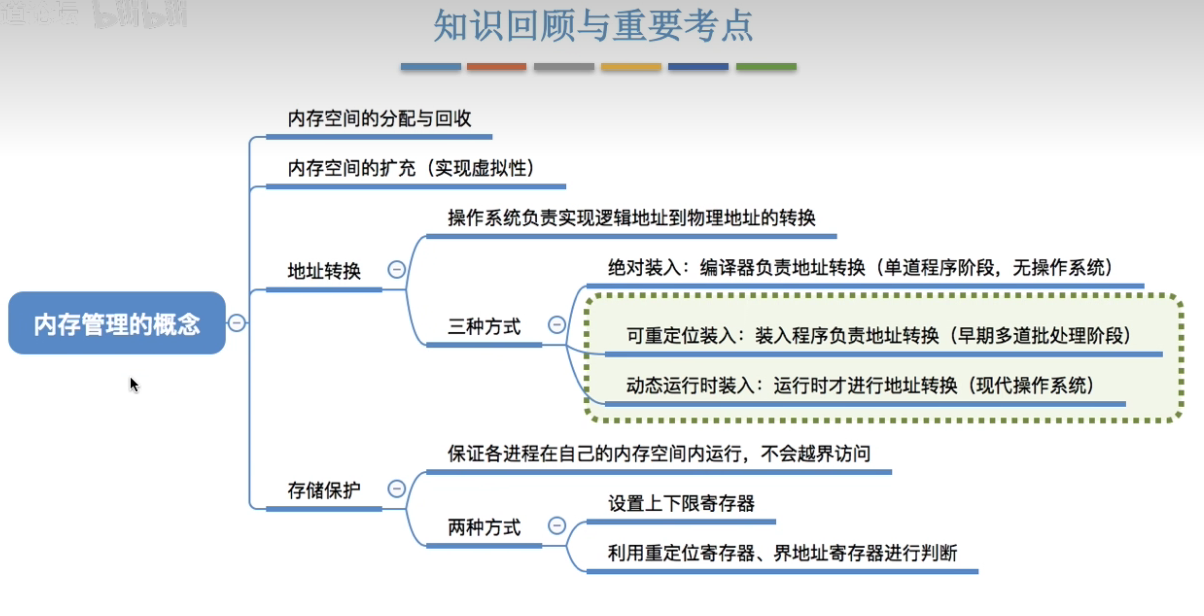 bilibili
知识回顾与重要考点
内存空间的分配与回收
内存空间的扩充（实现虚拟性）
操作系统负责实现逻辑地址到物理地址的转换
地址转换
绝对装入：编译器负责地址转换（单道程序阶段，无操作系统）
三种方式
可重定位装入：装入程序负责地址转换（早期多道批处理阶段）
动态运行时装入：运行时才进行地址转换（现代操作系统）
内存管理的概念
保证各进程在自己的内存空间内运行，不会越界访问
存储保护
设置上下限寄存器
两种方式
利用重定位寄存器、界地址寄存器进行判断